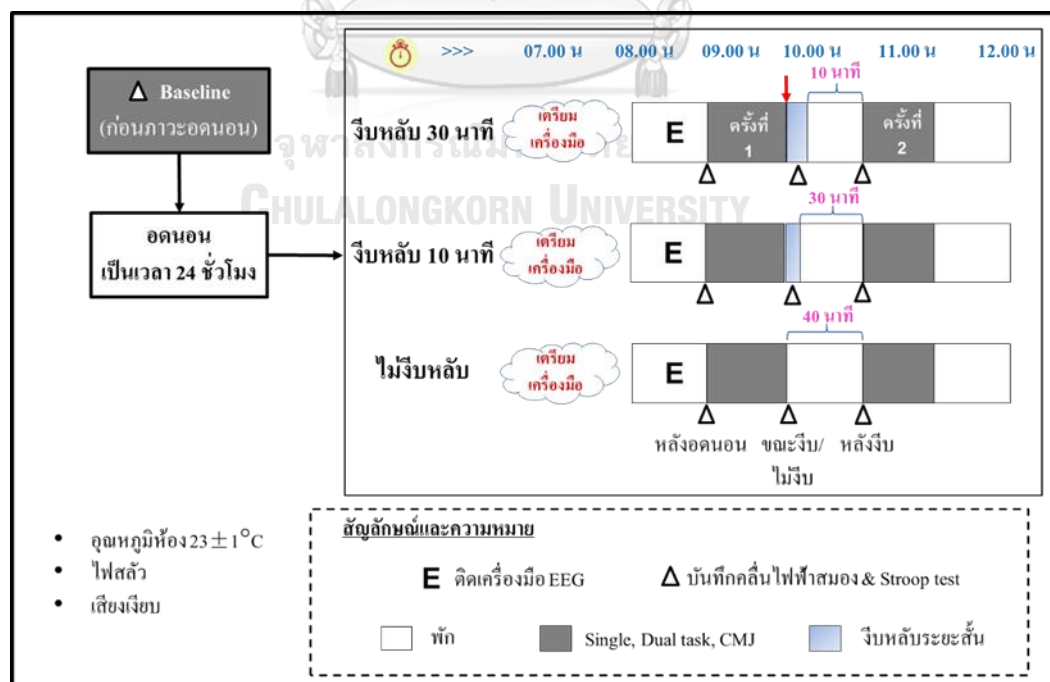 >>> 07.00 น 08.00 น 09.00 น 10.00 น 11.00 น 12.00 น
Δ Baseline
(ก่อนภาวะอดนอน)
อดนอน
เป็นเวลา 24 ชั่วโมง
10 นาที
งีบหลับ 30 นาที
เตรียม
เครื่องมือ
E
ครั้งที่
1
ครั้งที่
2
จุฬาลงกรณ์มหาวิทยาลัย
CHULALONGKORN UNIVERSITY
30 นาที
งีบหลับ 10 นาที
เตรียม
เครื่องมือ
E
40 นาที
ไม่งีบหลับ
เตรียม
เครื่องมือ
E
หลังอดนอน ขณะงีบ/ หลังงีบ
ไม่งีบ
• อุณหภูมิห้อง 23 ± 1°C
• ไฟสลัว
• เสียงเงียบ
สัญลักษณ์และความหมาย
E ติดเครื่องมือ EEG Δ บันทึกคลื่นไฟฟ้าสมอง & Stroop test
พัก Single, Dual task, CMJ งีบหลับระยะสั้น